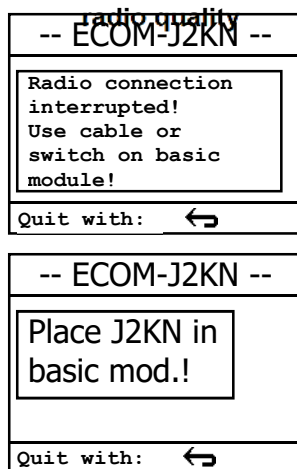 radio quality
-- ECOM-J2KN --
Radio connection
interrupted!
Use cable or
switch on basic
module!
Quit with:
-- ECOM-J2KN --
Place J2KN in
basic mod.!
Quit with: